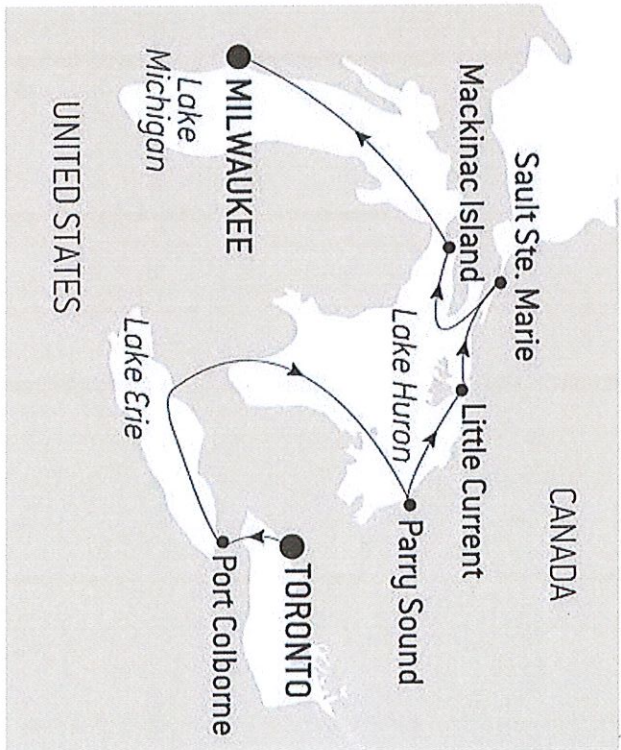 CANADA
Sault Ste. Marie
Mackinac Island
Little Current
Parry Sound
Lake Huron
MILWAUKEE
Lake
Michigan
TORONTO
Port Colborne
Lake Erie
UNITED STATES